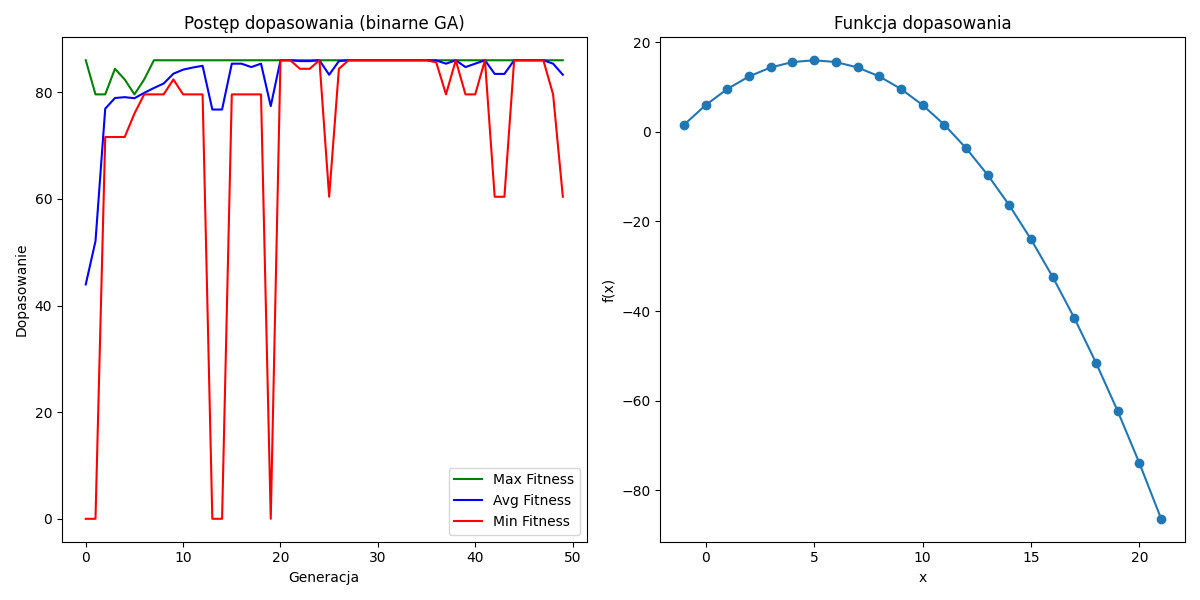 Postęp dopasowania (binarne GA)
Dopasowanie
80
60
40
20
0
Max Fitness
Avg Fitness
Min Fitness
0 10 20 30 40 50
Generacja
Funkcja dopasowania
f(x)
20
0
−20
−40
−60
−80
0 5 10 15 20
x